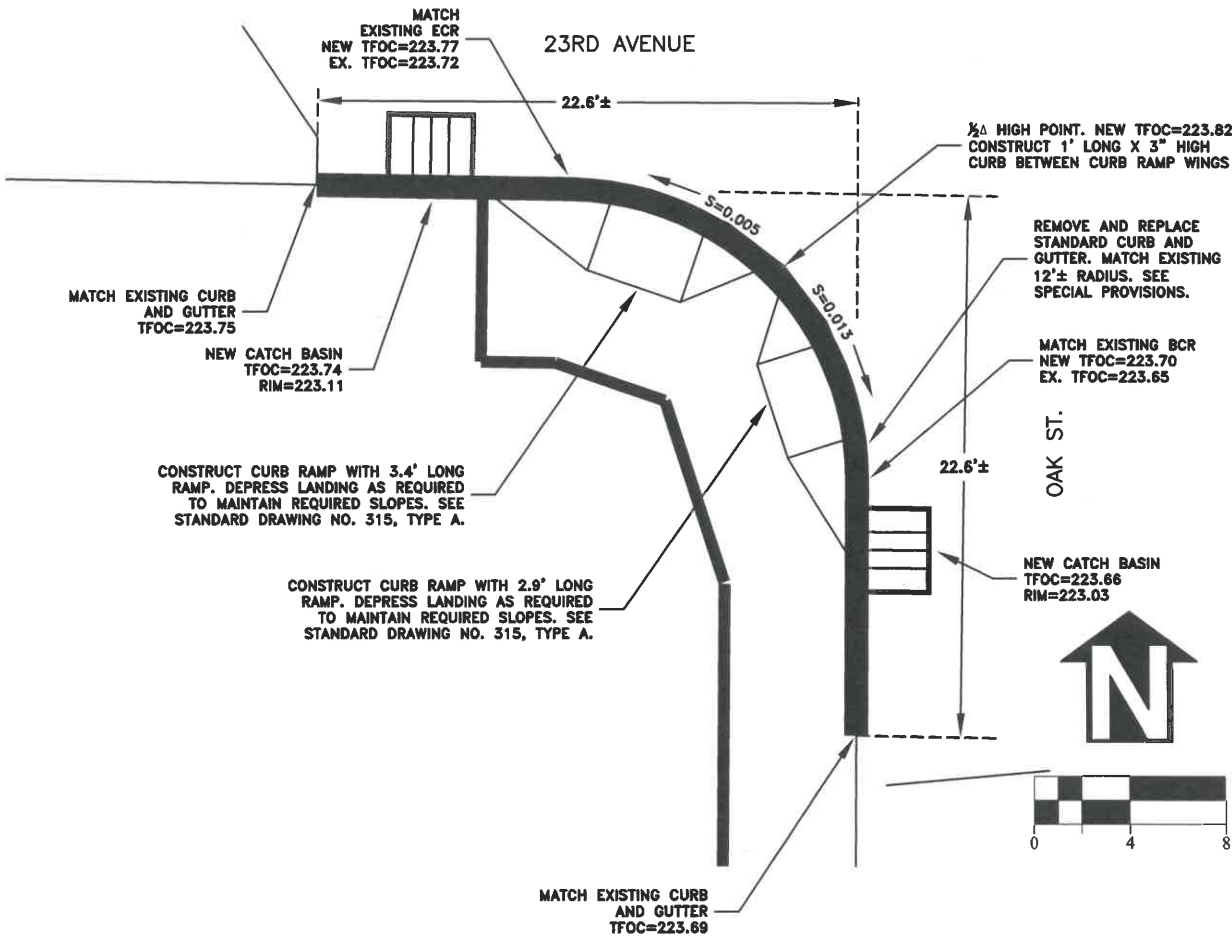 MATCH
EXISTING ECR
NEW TFOC=223.77
EX. TFOC=223.72
23RD AVENUE
22.6'±
½Δ HIGH POINT. NEW TFOC=223.82
CONSTRUCT 1' LONG X 3" HIGH
CURB BETWEEN CURB RAMP WINGS
S=0.005
S=0.013
REMOVE AND REPLACE
STANDARD CURB AND
GUTTER. MATCH EXISTING
12'± RADIUS. SEE
SPECIAL PROVISIONS.
MATCH EXISTING CURB
AND GUTTER
TFOC=223.75
NEW CATCH BASIN
TFOC=223.74
RIM=223.11
MATCH EXISTING BCR
NEW TFOC=223.70
EX. TFOC=223.65
22.6'±
OAK ST.
CONSTRUCT CURB RAMP WITH 3.4' LONG
RAMP. DEPRESS LANDING AS REQUIRED
TO MAINTAIN REQUIRED SLOPES. SEE
STANDARD DRAWING NO. 315, TYPE A.
NEW CATCH BASIN
TFOC=223.66
RIM=223.03
CONSTRUCT CURB RAMP WITH 2.9' LONG
RAMP. DEPRESS LANDING AS REQUIRED
TO MAINTAIN REQUIRED SLOPES. SEE
STANDARD DRAWING NO. 315, TYPE A.
N
0 4 8
MATCH EXISTING CURB
AND GUTTER
TFOC=223.69